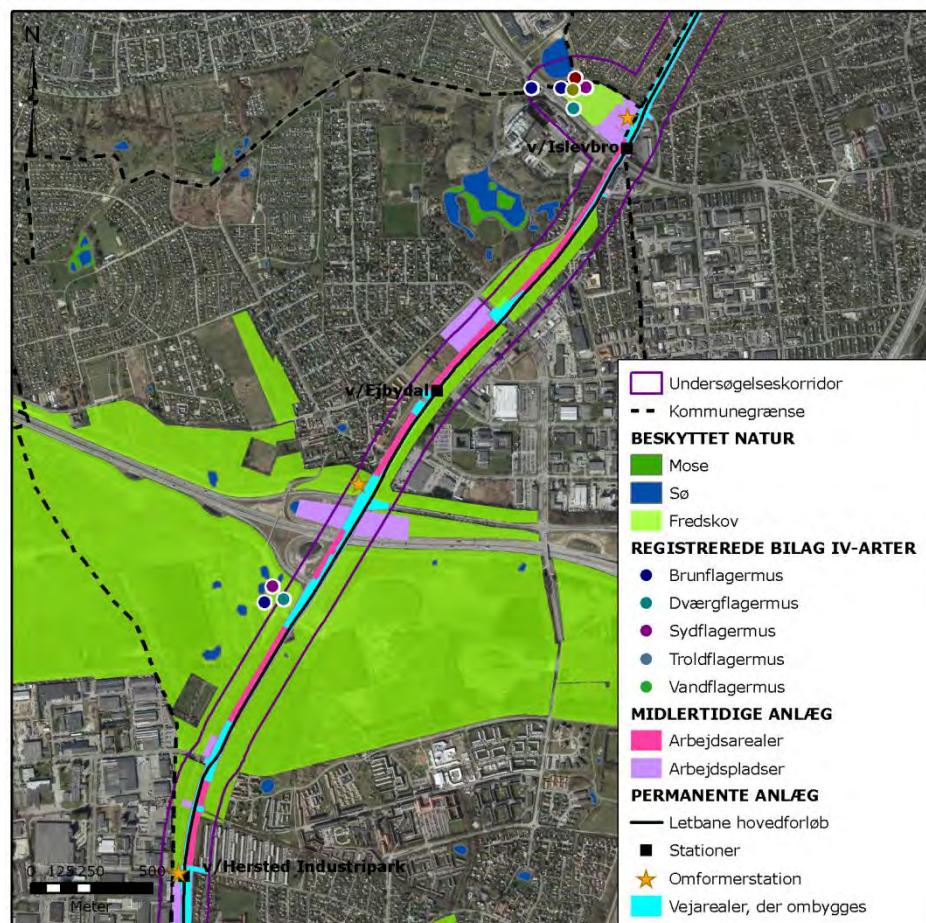 N
v/Islevbro
v/Ejbydal
v/Hersted Industripark
0 125 250 500
Meter
Undersøgelseskorridor
Kommunegrænse
BESKYTTET NATUR
Mose
Sø
Fredskov
REGISTREREDE BILAG IV-ARTER
Brunflagermus
Dværgflagermus
Sydflagermus
Troldflagermus
Vandflagermus
MIDLERTIDIGE ANLÆG
Arbejdsarealer
Arbejdspladser
PERMANENTE ANLÆG
Letbane hovedforløb
Stationer
Omformerstation
Vejarealer, der ombygges